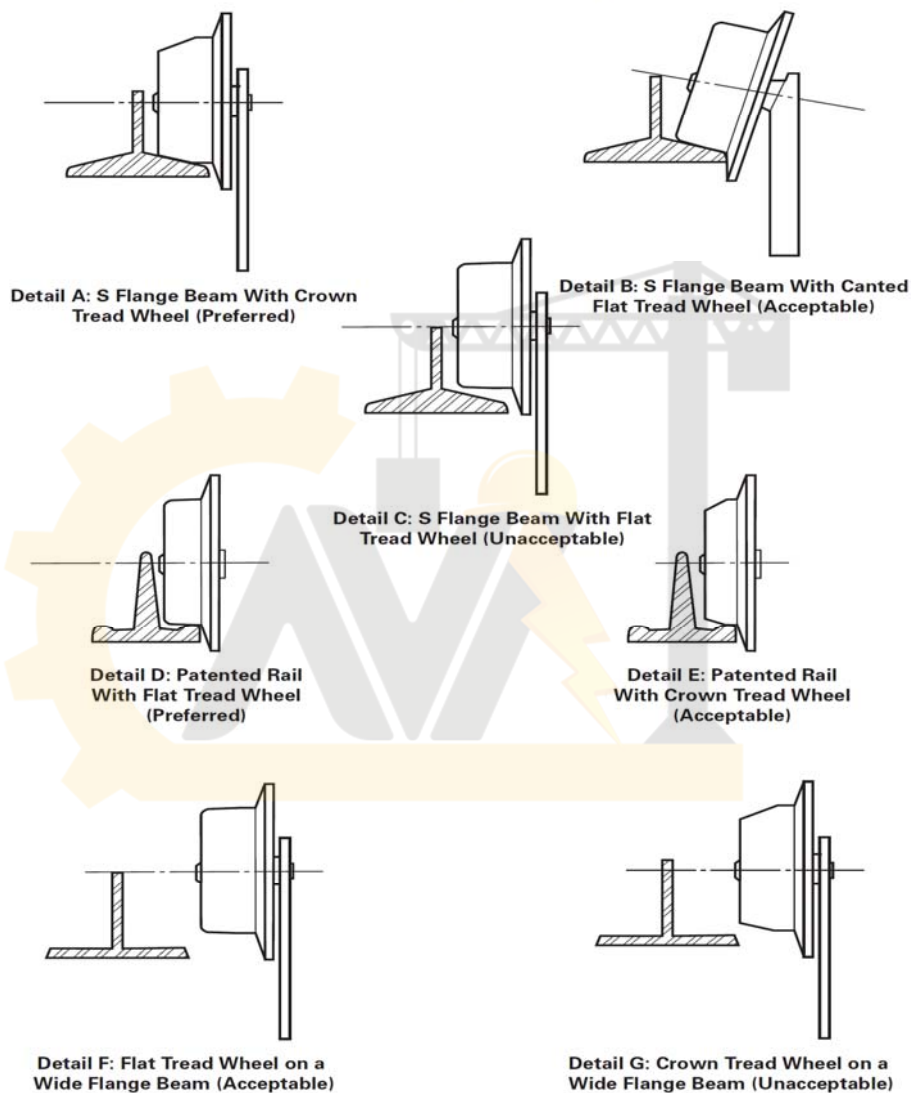 Detail A: S Flange Beam With Crown
Tread Wheel (Preferred)
Detail B: S Flange Beam With Canted
Flat Tread Wheel (Acceptable)
Detail C: S Flange Beam With Flat
Tread Wheel (Unacceptable)
Detail D: Patented Rail
With Flat Tread Wheel
(Preferred)
Detail E: Patented Rail
With Crown Tread Wheel
(Acceptable)
Detail F: Flat Tread Wheel on a
Wide Flange Beam (Acceptable)
Detail G: Crown Tread Wheel on a
Wide Flange Beam (Unacceptable)